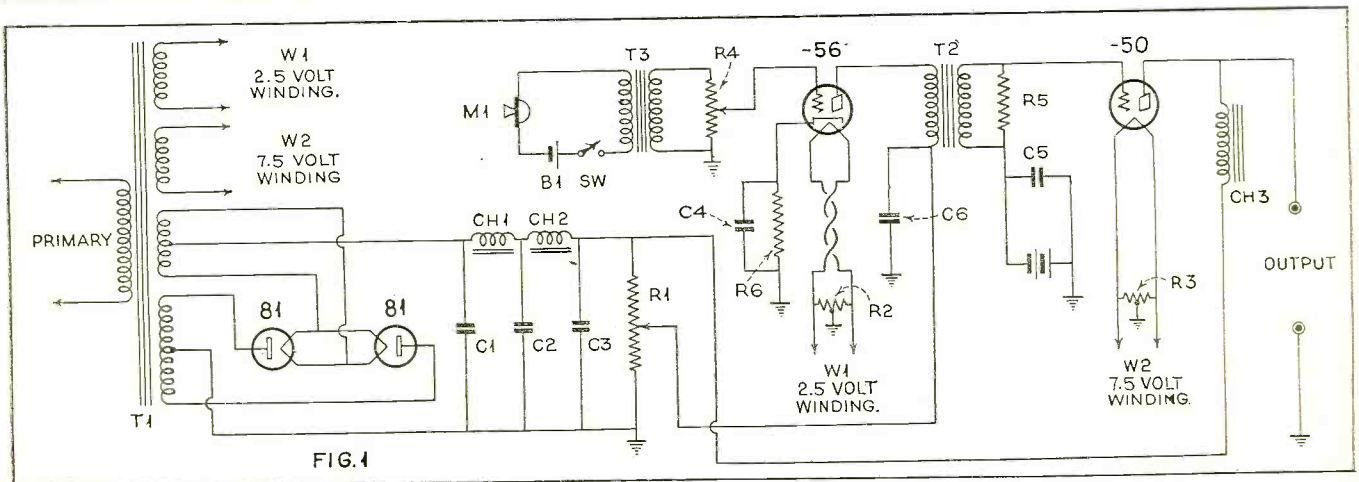 W1
2.5 VOLT
WINDING.
W2
7.5 VOLT
WINDING
PRIMARY
T1
81
81
CH1
CH2
C1
C2
C3
R1
FIG.1
M1
B1
SW
T3
R4
-56
C4
R6
R2
W1
2.5 VOLT
WINDING.
C6
T2
R5
C5
-50
R3
W2
7.5 VOLT
WINDING.
CH3
OUTPUT